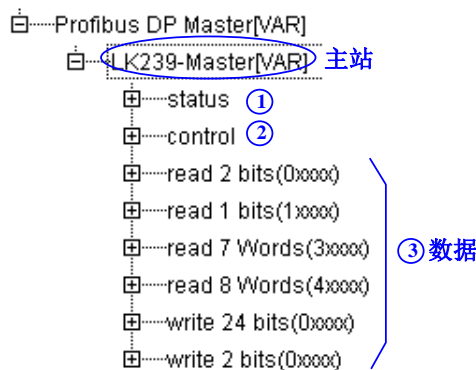 Profibus DP Master[VAR]
LK239-Master[VAR] 主站
status ①
control ②
read 2 bits(0xxxx)
read 1 bits(1xxxx)
read 7 Words(3xxxx)
③数据
read 8 Words(4xxxx)
write 24 bits(0xxxx)
write 2 bits(0xxxx)